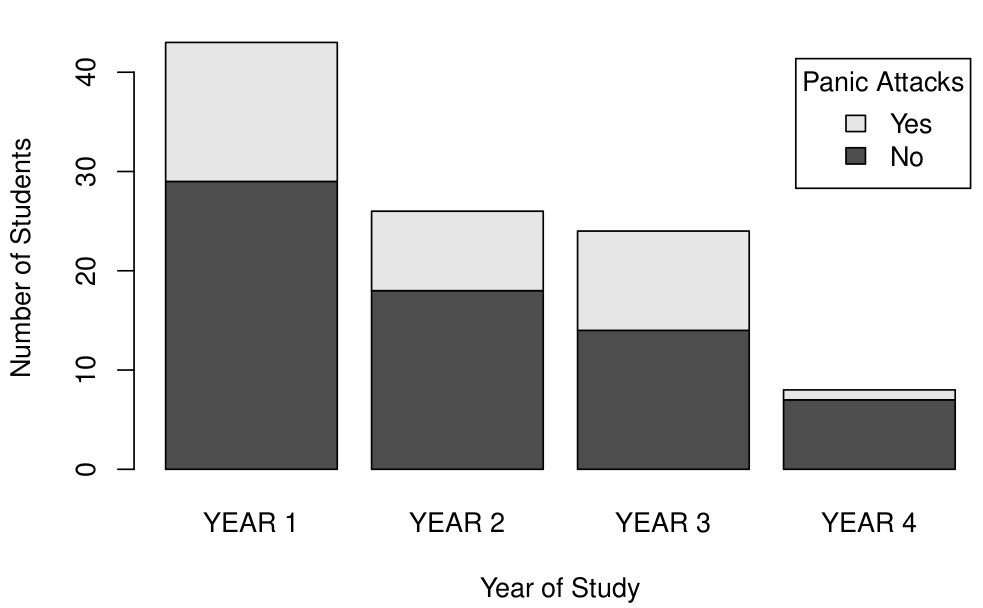 Number of Students
40
30
20
10
0
Panic Attacks
Yes
No
YEAR 1 YEAR 2 YEAR 3 YEAR 4
Year of Study